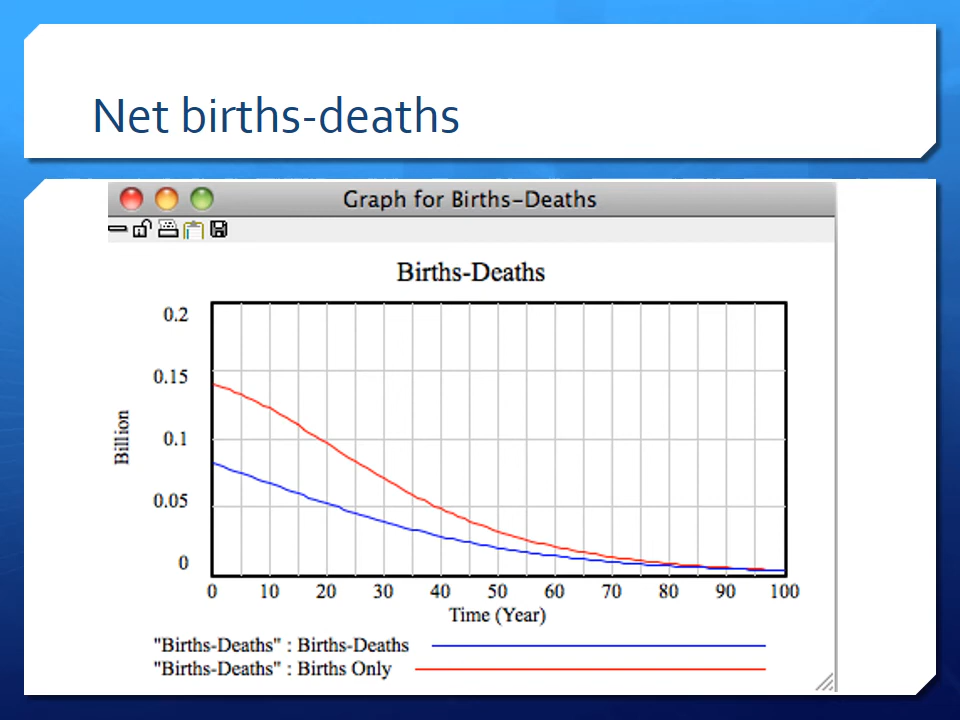 Net births-deaths
Graph for Births-Deaths
Births-Deaths
0.2
0.15
0.1
0.05
0
Billion
0 10 20 30 40 50 60 70 80 90 100
Time (Year)
"Births-Deaths" : Births-Deaths
"Births-Deaths" : Births Only